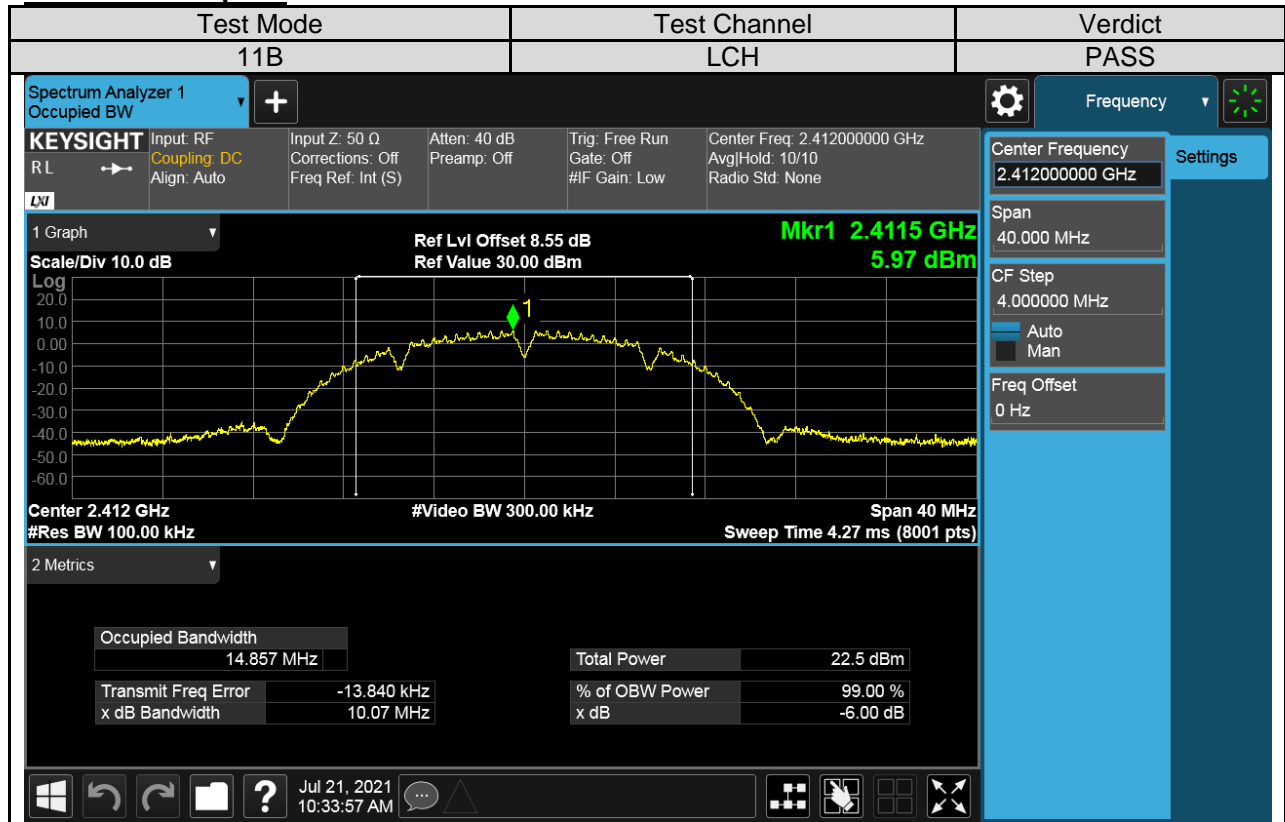 Test Mode Test Channel Verdict
11B LCH PASS
Spectrum Analyzer 1
Occupied BW
+
Frequency
KEYSIGHT
RL
LXI
Input: RF
Coupling: DC
Align: Auto
Input Z: 50 Ω
Corrections: Off
Freq Ref: Int (S)
Atten: 40 dB
Preamp: Off
Trig: Free Run
Gate: Off
#IF Gain: Low
Center Freq: 2.412000000 GHz
Avg|Hold: 10/10
Radio Std: None
Center Frequency
2.412000000 GHz
Settings
Span
40.000 MHz
CF Step
4.000000 MHz
Auto
Man
Freq Offset
0 Hz
1 Graph
Scale/Div 10.0 dB
Ref Lvl Offset 8.55 dB
Ref Value 30.00 dBm
Mkr1 2.4115 GHz
5.97 dBm
Log
20.0
10.0
0.00
-10.0
-20.0
-30.0
-40.0
-50.0
-60.0
1
Center 2.412 GHz
#Res BW 100.00 kHz
#Video BW 300.00 kHz
Span 40 MHz
Sweep Time 4.27 ms (8001 pts)
2 Metrics
Occupied Bandwidth
14.857 MHz
Transmit Freq Error -13.840 kHz
x dB Bandwidth 10.07 MHz
Total Power 22.5 dBm
% of OBW Power 99.00 %
x dB -6.00 dB
?
Jul 21, 2021
10:33:57 AM